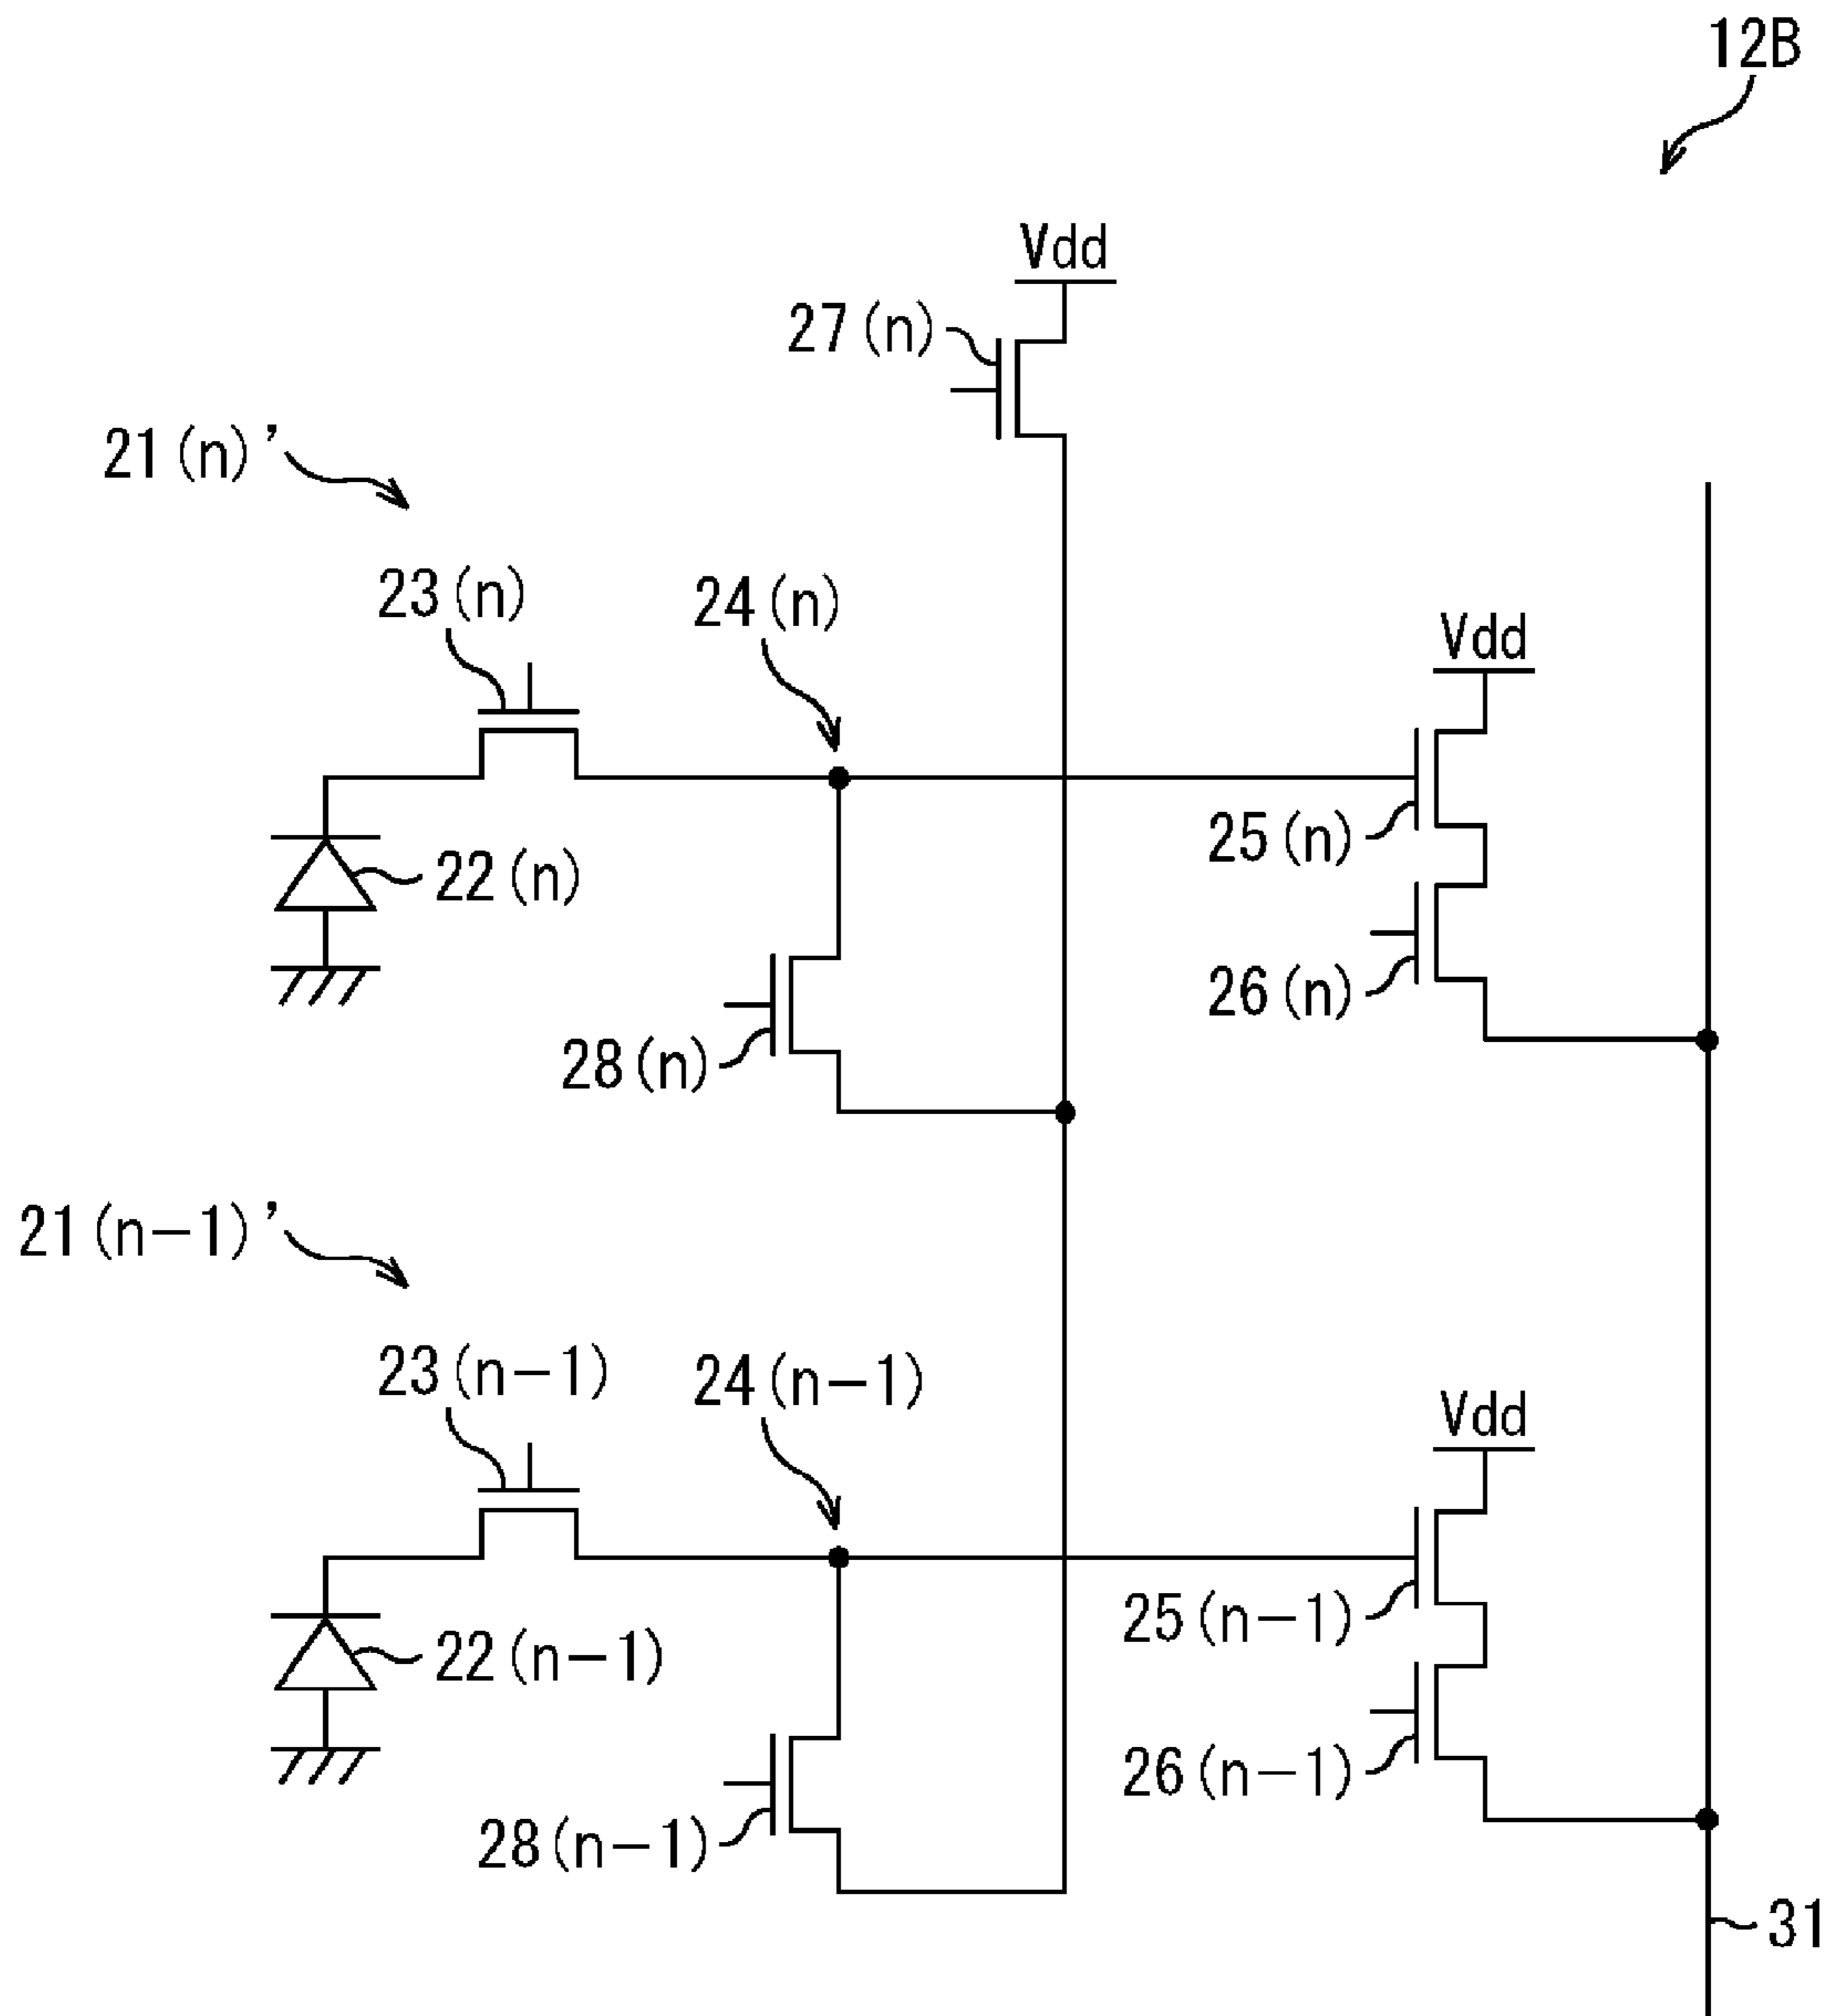 12B
Vdd
27(n)
21(n)'
23(n)
24(n)
Vdd
25(n)
22(n)
26(n)
28(n)
21(n-1)'
23(n-1)
24(n-1)
Vdd
25(n-1)
22(n-1)
26(n-1)
28(n-1)
31